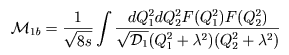 \mathcal{M}_{1b} = \frac{1}{\sqrt{8s}} \int \frac{dQ_1^2 dQ_2^2 F(Q_1^2) F(Q_2^2)}{\sqrt{\mathcal{D}_1}(Q_1^2 + \lambda^2)(Q_2^2 + \lambda^2)}